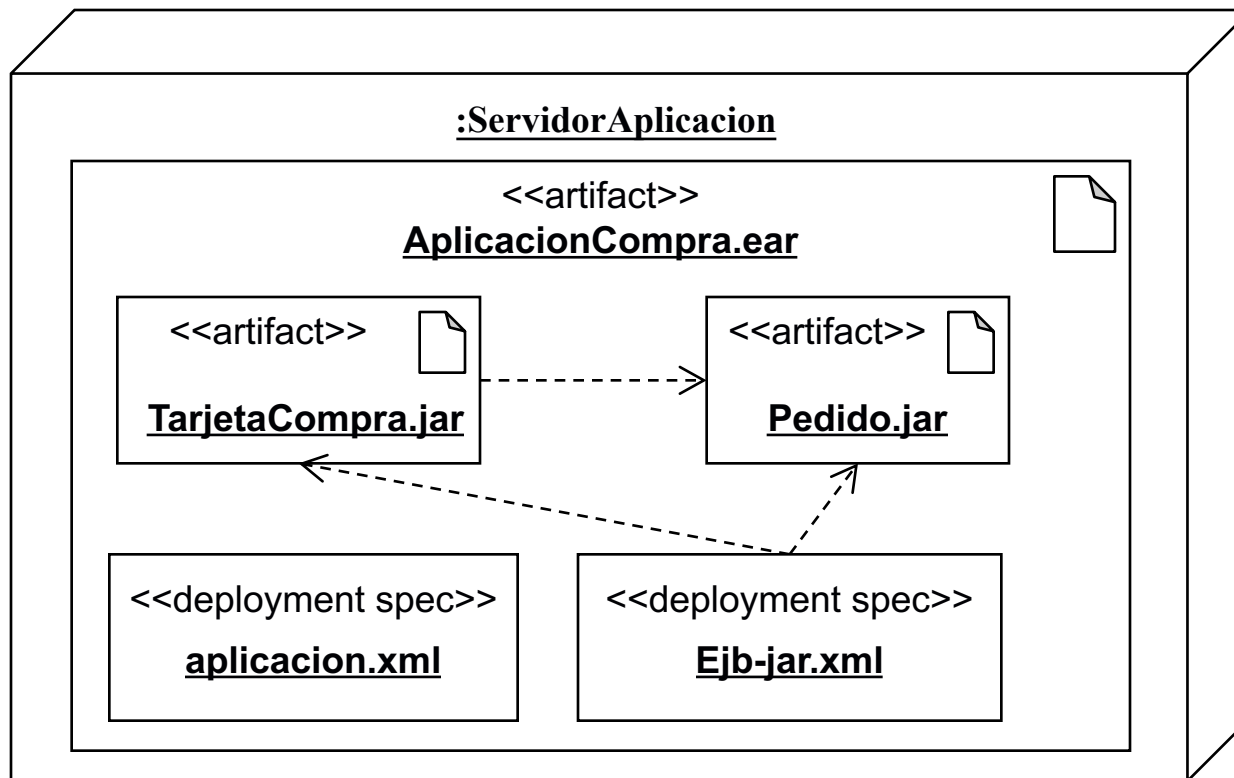 :ServidorAplicacion
<<artifact>>
AplicacionCompra.ear
<<artifact>>
TarjetaCompra.jar
<<artifact>>
Pedido.jar
<<deployment spec>>
aplicacion.xml
<<deployment spec>>
Ejb-jar.xml